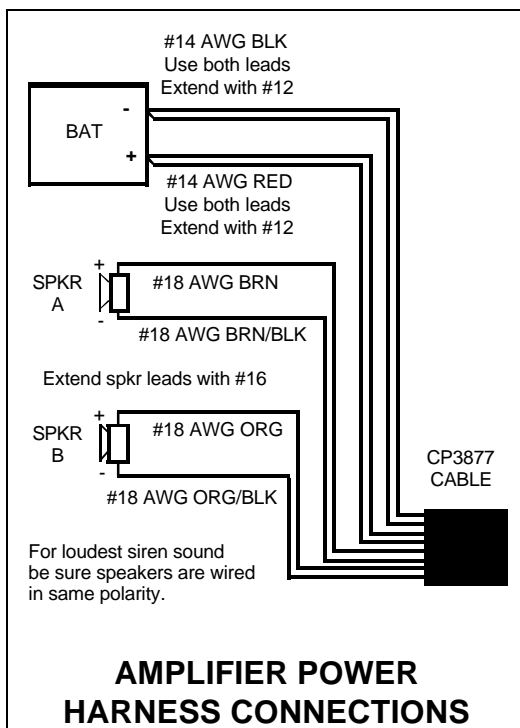 #14 AWG BLK
Use both leads
Extend with #12
-
BAT
+
#14 AWG RED
Use both leads
Extend with #12
+
SPKR
A
#18 AWG BRN
-
#18 AWG BRN/BLK
Extend spkr leads with #16
+
SPKR
B
#18 AWG ORG
-
#18 AWG ORG/BLK
CP3877
CABLE
For loudest siren sound
be sure speakers are wired
in same polarity.
AMPLIFIER POWER
HARNESS CONNECTIONS